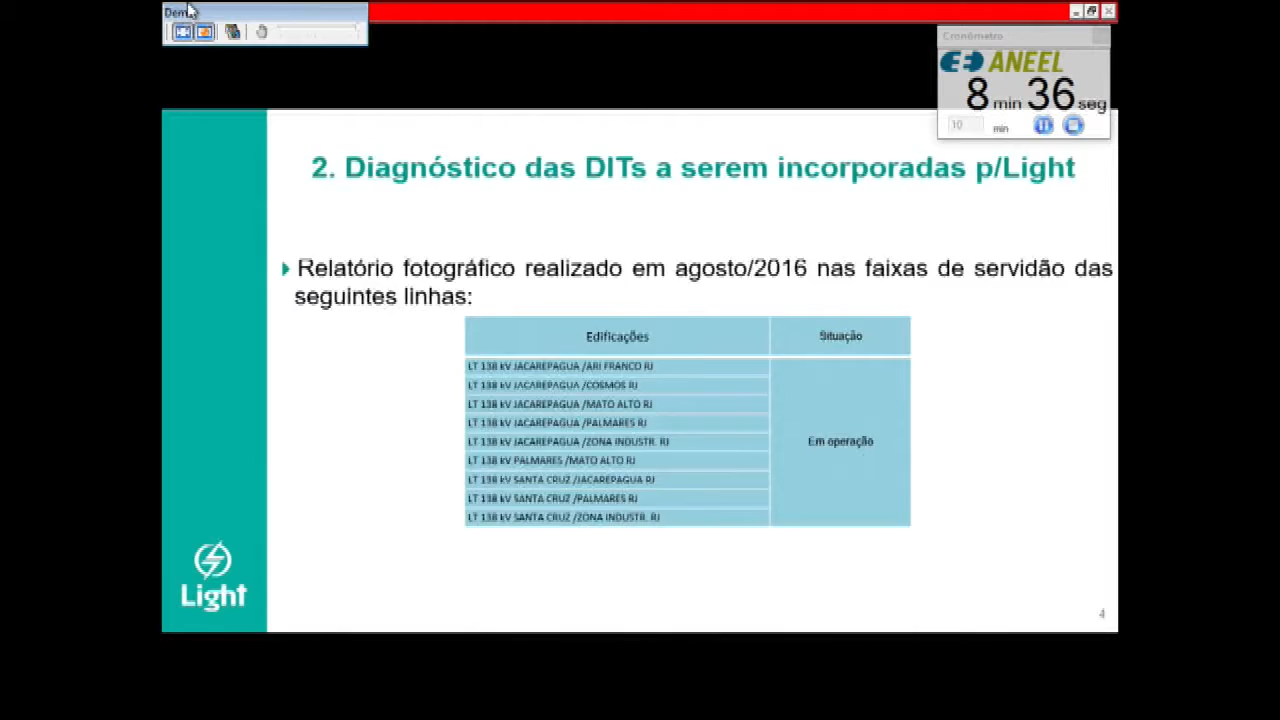 Dem
Cronômetro
ANEEL
8 min 36 seg
10 min
2. Diagnóstico das DITs a serem incorporadas p/Light
Relatório fotográfico realizado em agosto/2016 nas faixas de servidão das
seguintes linhas:
Edificações Situação
LT 138 kV JACAREPAGUA /ARI FRANCO RJ
LT 138 kV JACAREPAGUA /COSMOS RJ
LT 138 kV JACAREPAGUA /MATO ALTO RJ
LT 138 kV JACAREPAGUA /PALMARES RJ
LT 138 kV JACAREPAGUA /ZONA INDUSTR. RJ
Em operação
LT 138 kV PALMARES /MATO ALTO RJ
LT 138 kV SANTA CRUZ /JACAREPAGUA RJ
LT 138 kV SANTA CRUZ /PALMARES RJ
LT 138 kV SANTA CRUZ /ZONA INDUSTR. RJ
Light
4